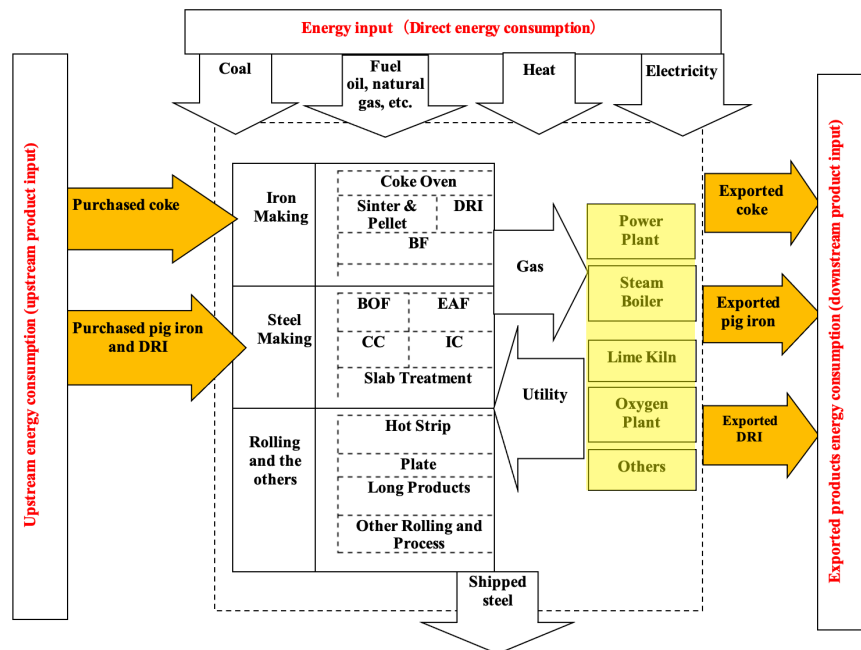 Energy input（Direct energy consumption）
Coal
Fuel
oil, natural
gas, etc.
Heat
Electricity
Upstream energy consumption (upstream product input)
Purchased coke
Purchased pig iron
and DRI
Iron
Making
Coke Oven
Sinter &
Pellet
DRI
BF
Steel
Making
BOF
EAF
CC
IC
Slab Treatment
Rolling
and the
others
Hot Strip
Plate
Long Products
Other Rolling and
Process
Gas
Utility
Power
Plant
Steam
Boiler
Lime Kiln
Oxygen
Plant
Others
Exported
coke
Exported
pig iron
Exported
DRI
Exported products energy consumption (downstream product input)
Shipped
steel